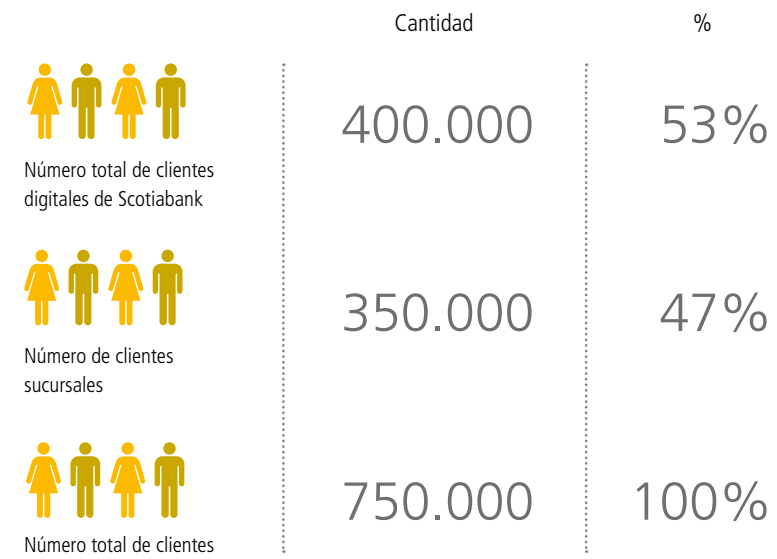 Cantidad %
400.000 53%
Número total de clientes
digitales de Scotiabank
350.000 47%
Número de clientes
sucursales
750.000 100%
Número total de clientes